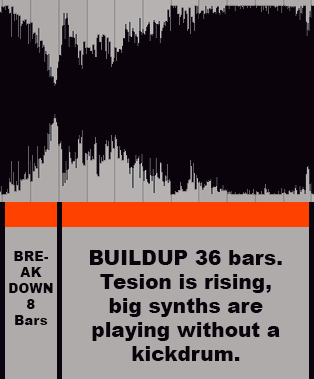 BRE-
AK
DOWN
8
Bars
BUILDUP 36 bars.
Tesion is rising,
big synths are
playing without a
kickdrum.